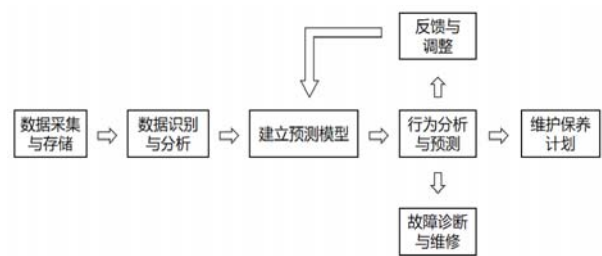 反馈与
调整
数据采集
与存储
数据识别
与分析
建立预测模型
行为分析
与预测
维护保养
计划
故障诊断
与维修